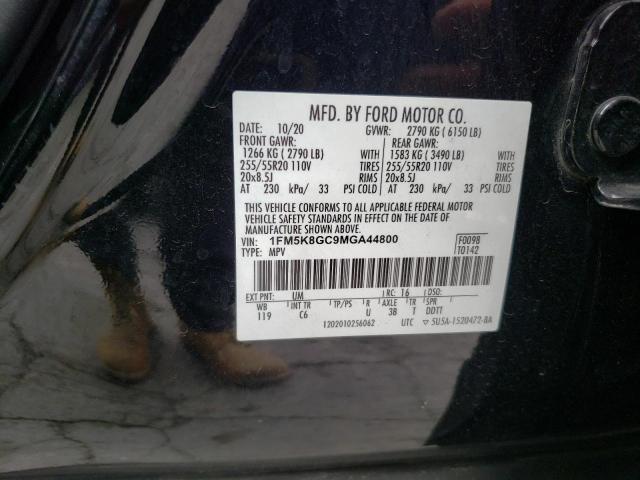 MFD. BY FORD MOTOR CO.
DATE: 10/20 GVWR: 2790 KG ( 6150 LB)
FRONT GAWR: REAR GAWR:
1266 KG ( 2790 LB) WITH 1583 KG ( 3490 LB) WITH
255/55R20 110V TIRES 255/55R20 110V TIRES
20x8.5J RIMS 20x8.5J RIMS
AT 230 kPa/ 33 PSI COLD AT 230 kPa/ 33 PSI COLD
THIS VEHICLE CONFORMS TO ALL APPLICABLE FEDERAL MOTOR
VEHICLE SAFETY STANDARDS IN EFFECT ON THE DATE OF
MANUFACTURE SHOWN ABOVE.
VIN: 1FM5K8GC9MGA44800 F0098
TYPE: MPV T0142
EXT PNT: UM RC: 16 DSO:
WB INT TR TP/PS R AXLE TR SPR
119 C6 U 3B T DDTT
1202010256062 UTC ▽ 5U5A-1520472-BA